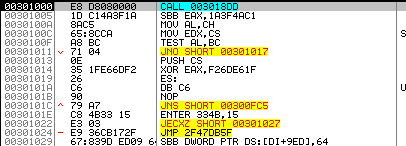 00301000 E8 D8080000 CALL 003018DD
00301005 1D C14A3F1A SBB EAX,1A3F4AC1
0030100A 8AC5 MOV AL,CH
0030100C 65:8CCA MOV EDX,CS S
0030100F A8 BC TEST AL,BC
00301011 71 04 JNO SHORT 00301017
00301013 0E PUSH CS
00301014 35 1FE66DF2 XOR EAX,F26DE61F
00301019 26 ES:
0030101A C6 DB C6
0030101B 90 NOP
0030101C 79 A7 JNS SHORT 00300FC5
0030101E C8 4B33 15 ENTER 334B,15
00301022 E3 03 JECXZ SHORT 00301027
00301024 E9 36CB172F JMP 2F47DB5F
00301029 67:839D ED09 6 SBB DWORD PTR DS:[DI+9ED],64 S